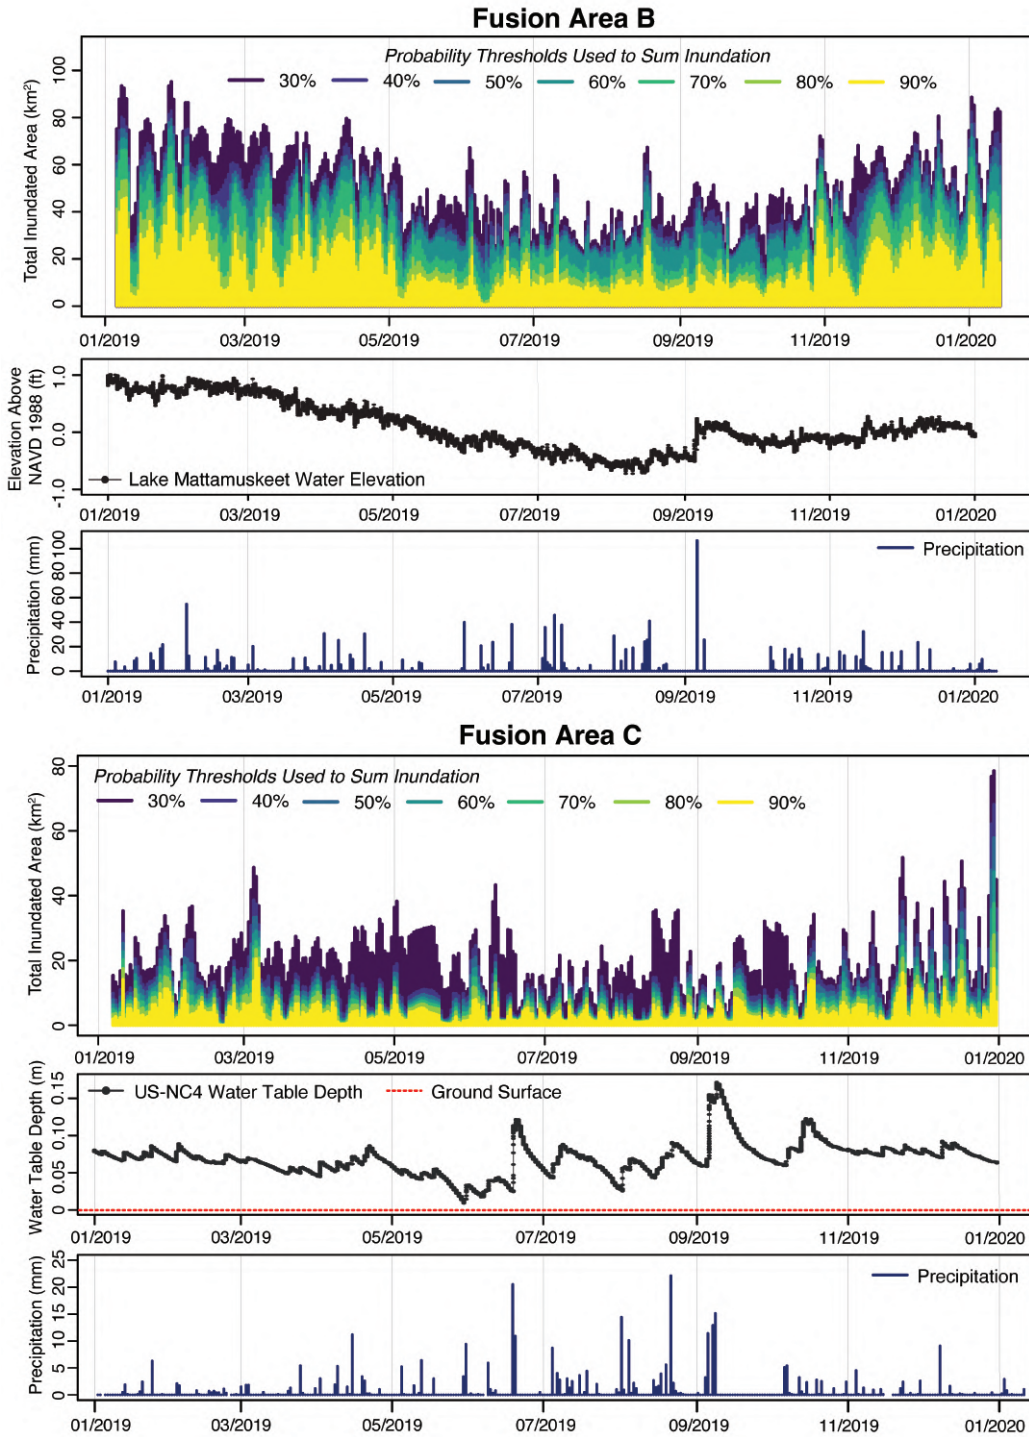 Fusion Area B
Probability Thresholds Used to Sum Inundation
30% 40% 50% 60% 70% 80% 90%
Total Inundated Area (km²)
0 20 40 60 80 100
01/2019 03/2019 05/2019 07/2019 09/2019 11/2019 01/2020
Elevation Above
NAVD 1988 (ft)
-1.0 0.0 1.0
Lake Mattamuskeet Water Elevation
01/2019 03/2019 05/2019 07/2019 09/2019 11/2019 01/2020
Precipitation (mm)
0 20 40 60 80 100
Precipitation
01/2019 03/2019 05/2019 07/2019 09/2019 11/2019 01/2020
Fusion Area C
Probability Thresholds Used to Sum Inundation
30% 40% 50% 60% 70% 80% 90%
Total Inundated Area (km²)
0 20 40 60 80
01/2019 03/2019 05/2019 07/2019 09/2019 11/2019 01/2020
Water Table Depth (m)
0 0.05 0.10 0.15
US-NC4 Water Table Depth Ground Surface
01/2019 03/2019 05/2019 07/2019 09/2019 11/2019 01/2020
Precipitation (mm)
0 5 10 15 20 25
Precipitation
01/2019 03/2019 05/2019 07/2019 09/2019 11/2019 01/2020